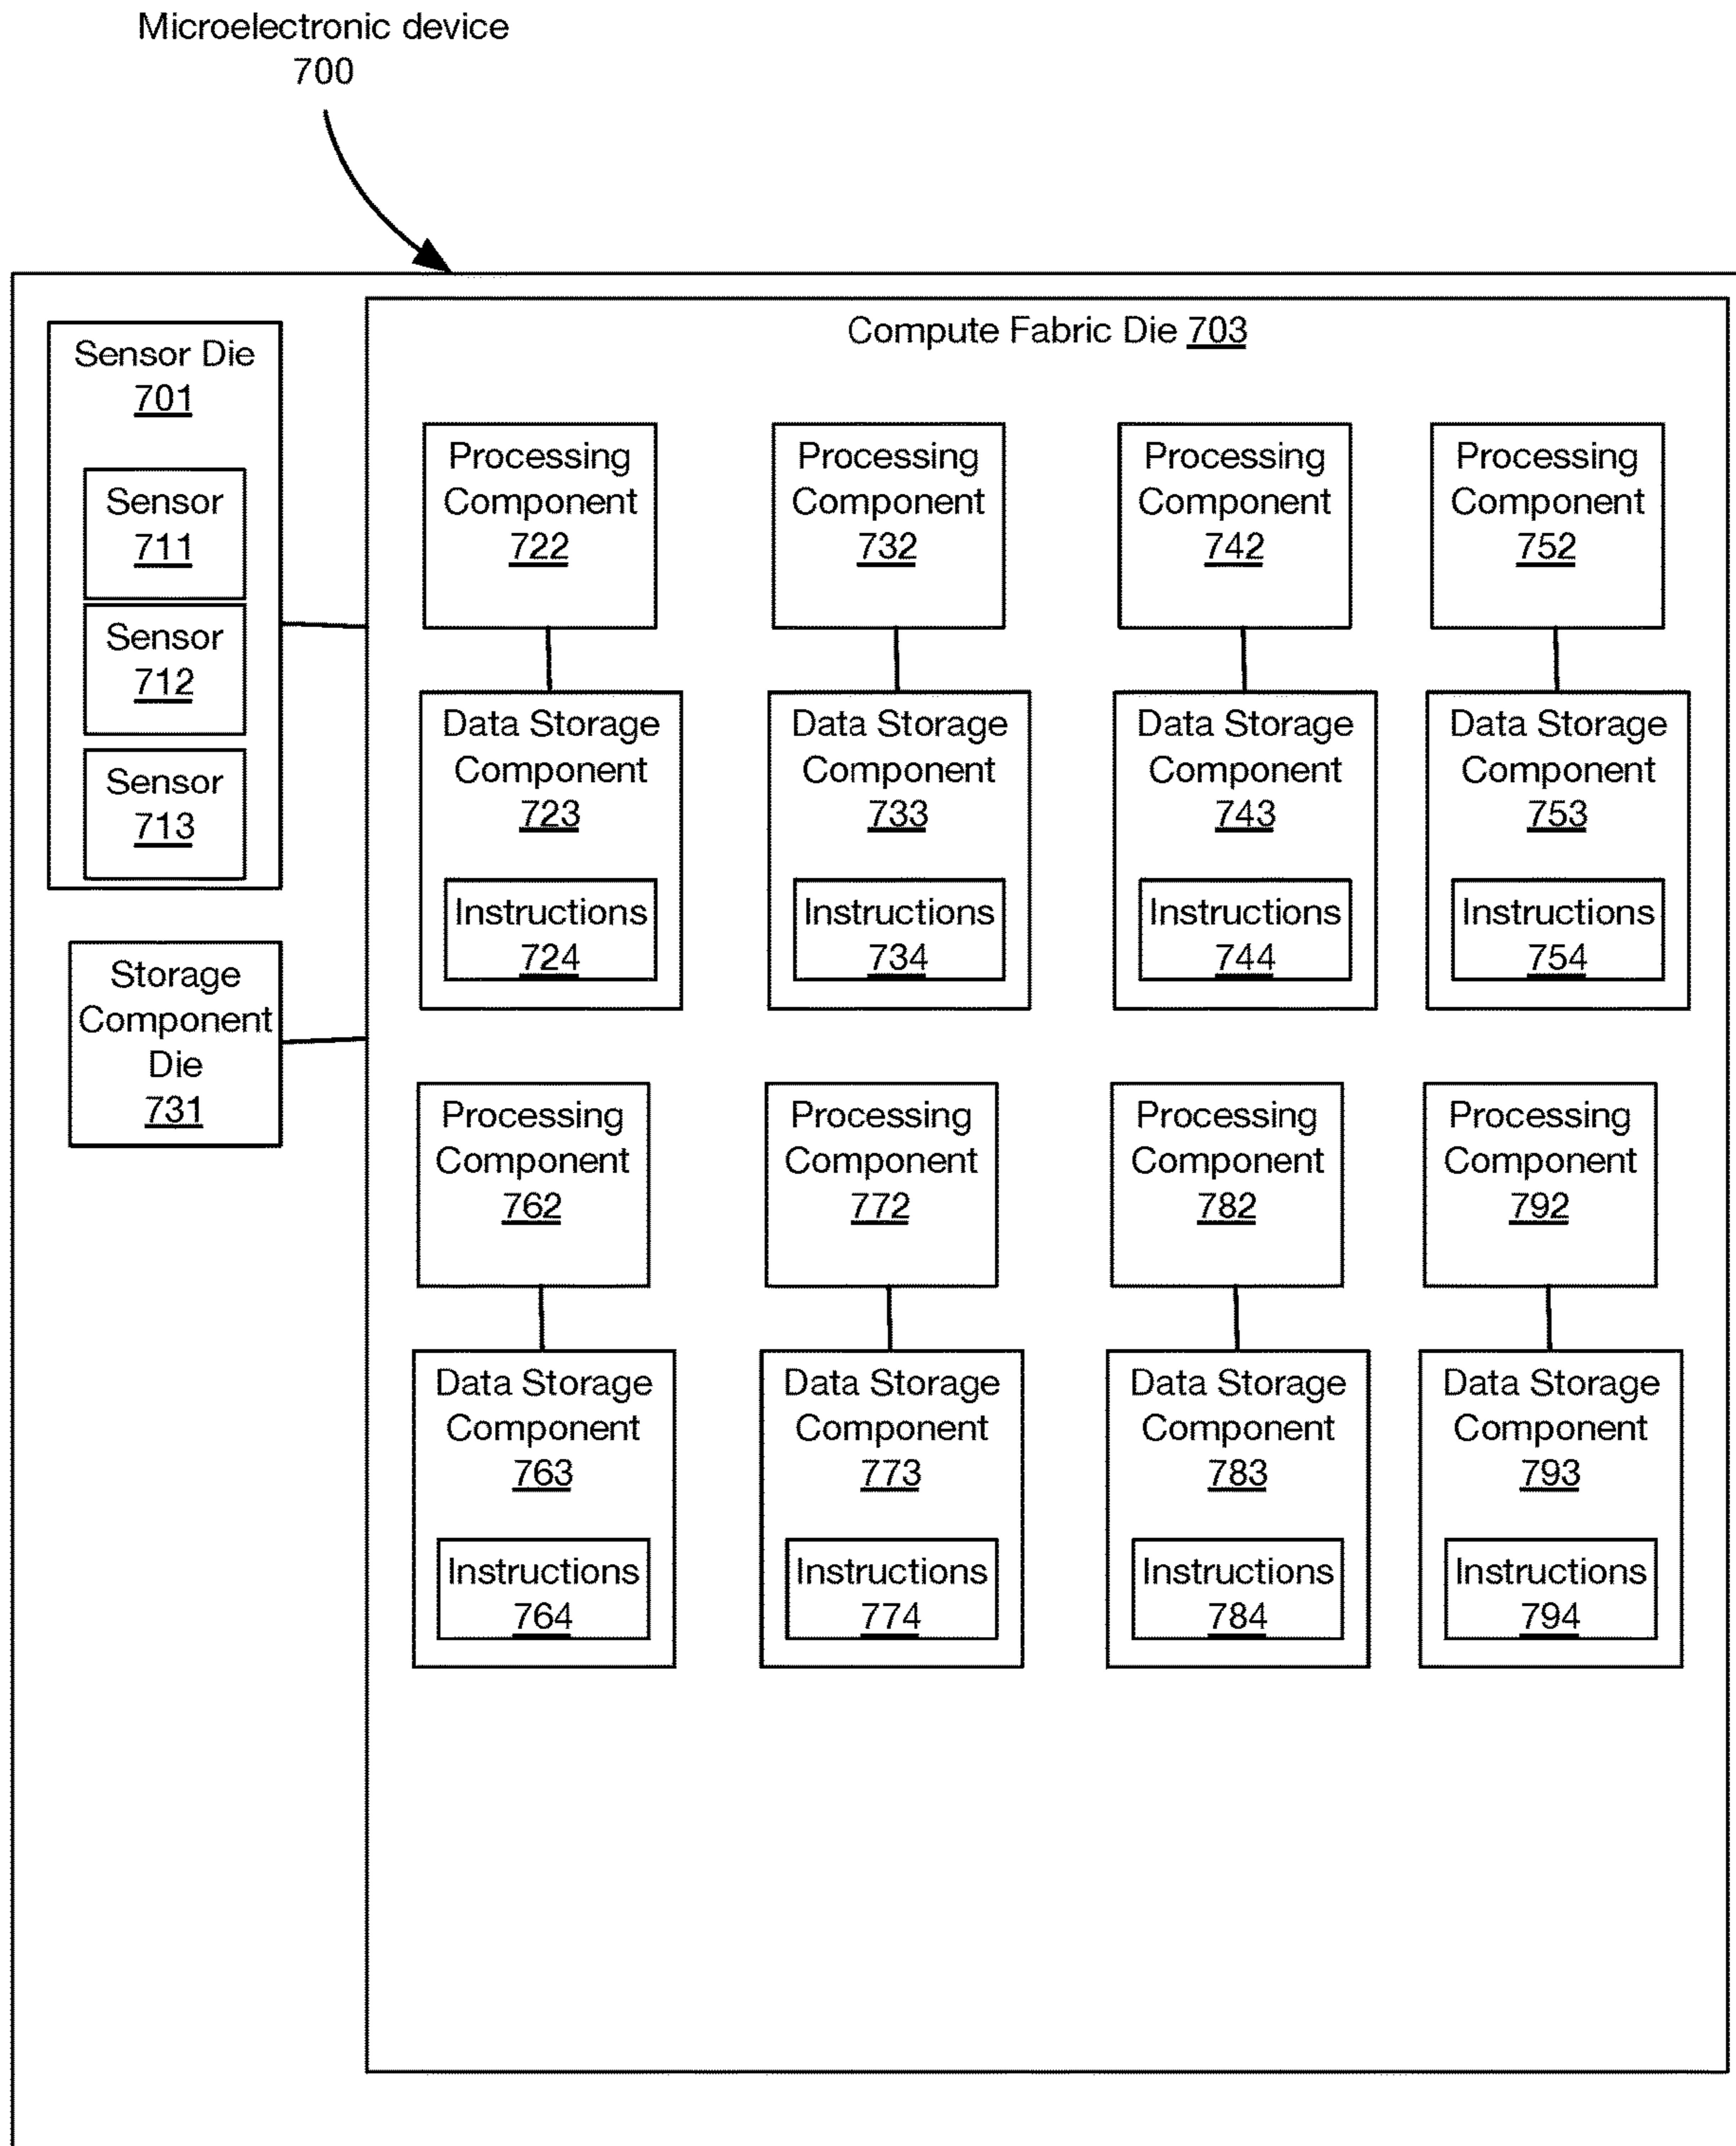 Microelectronic device
700
Sensor Die
701
Sensor
711
Sensor
712
Sensor
713
Storage
Component
Die
731
Compute Fabric Die 703
Processing
Component
722
Data Storage
Component
723
Instructions
724
Processing
Component
732
Data Storage
Component
733
Instructions
734
Processing
Component
742
Data Storage
Component
743
Instructions
744
Processing
Component
752
Data Storage
Component
753
Instructions
754
Processing
Component
762
Data Storage
Component
763
Instructions
764
Processing
Component
772
Data Storage
Component
773
Instructions
774
Processing
Component
782
Data Storage
Component
783
Instructions
784
Processing
Component
792
Data Storage
Component
793
Instructions
794